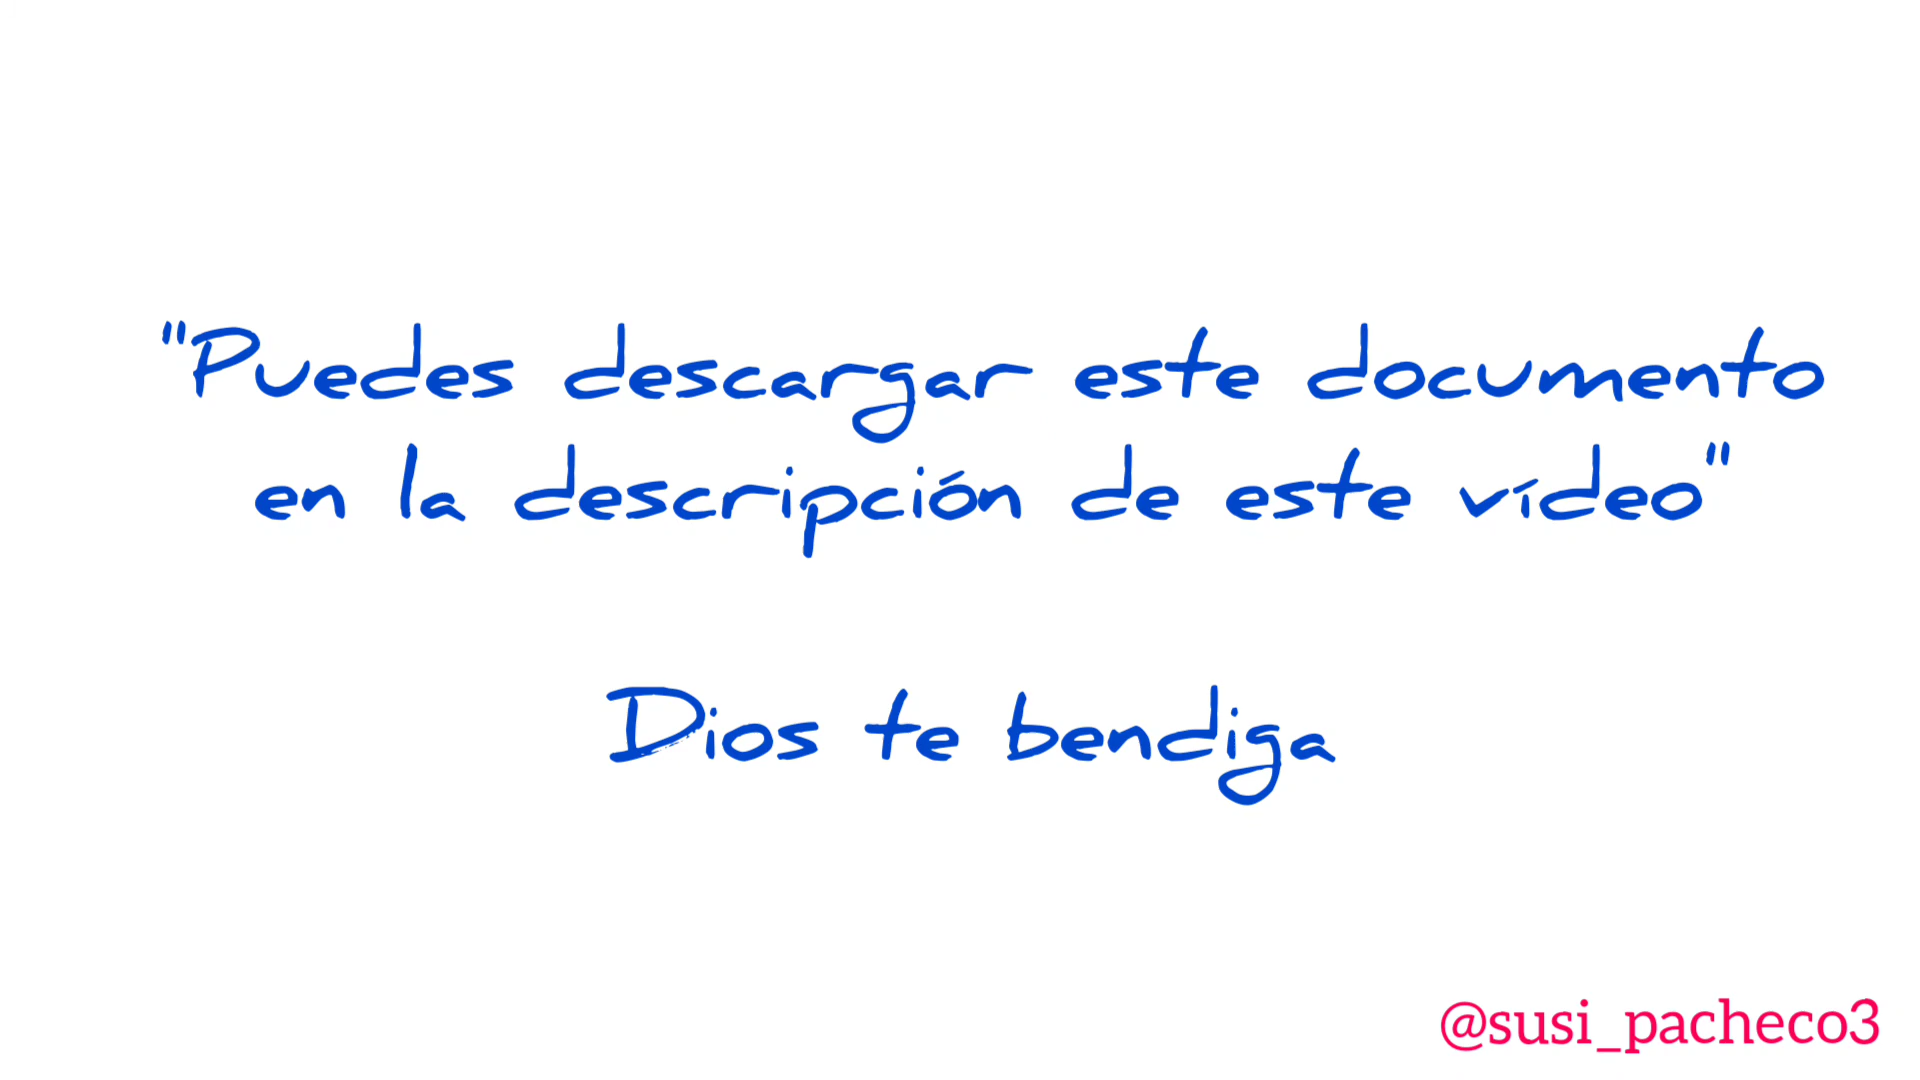 "Puedes descargar este documento
en la descripción de este vídeo"
Dios te bendiga
@susi_pacheco3